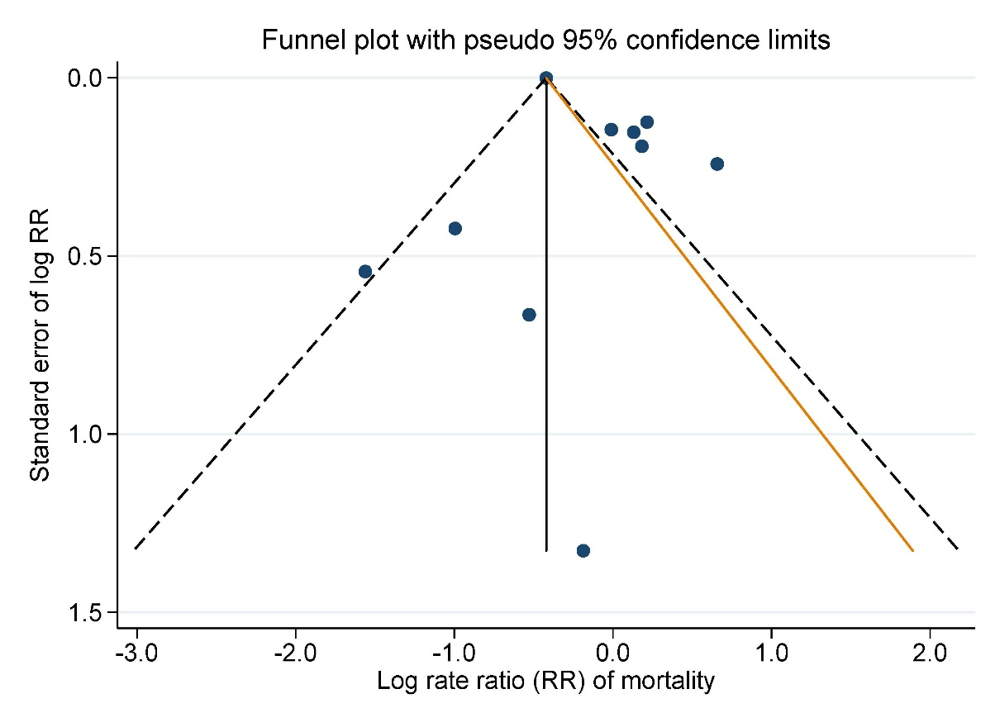 Funnel plot with pseudo 95% confidence limits
0.0
0.5
1.0
1.5
Standard error of log RR
-3.0 -2.0 -1.0 0.0 1.0 2.0
Log rate ratio (RR) of mortality